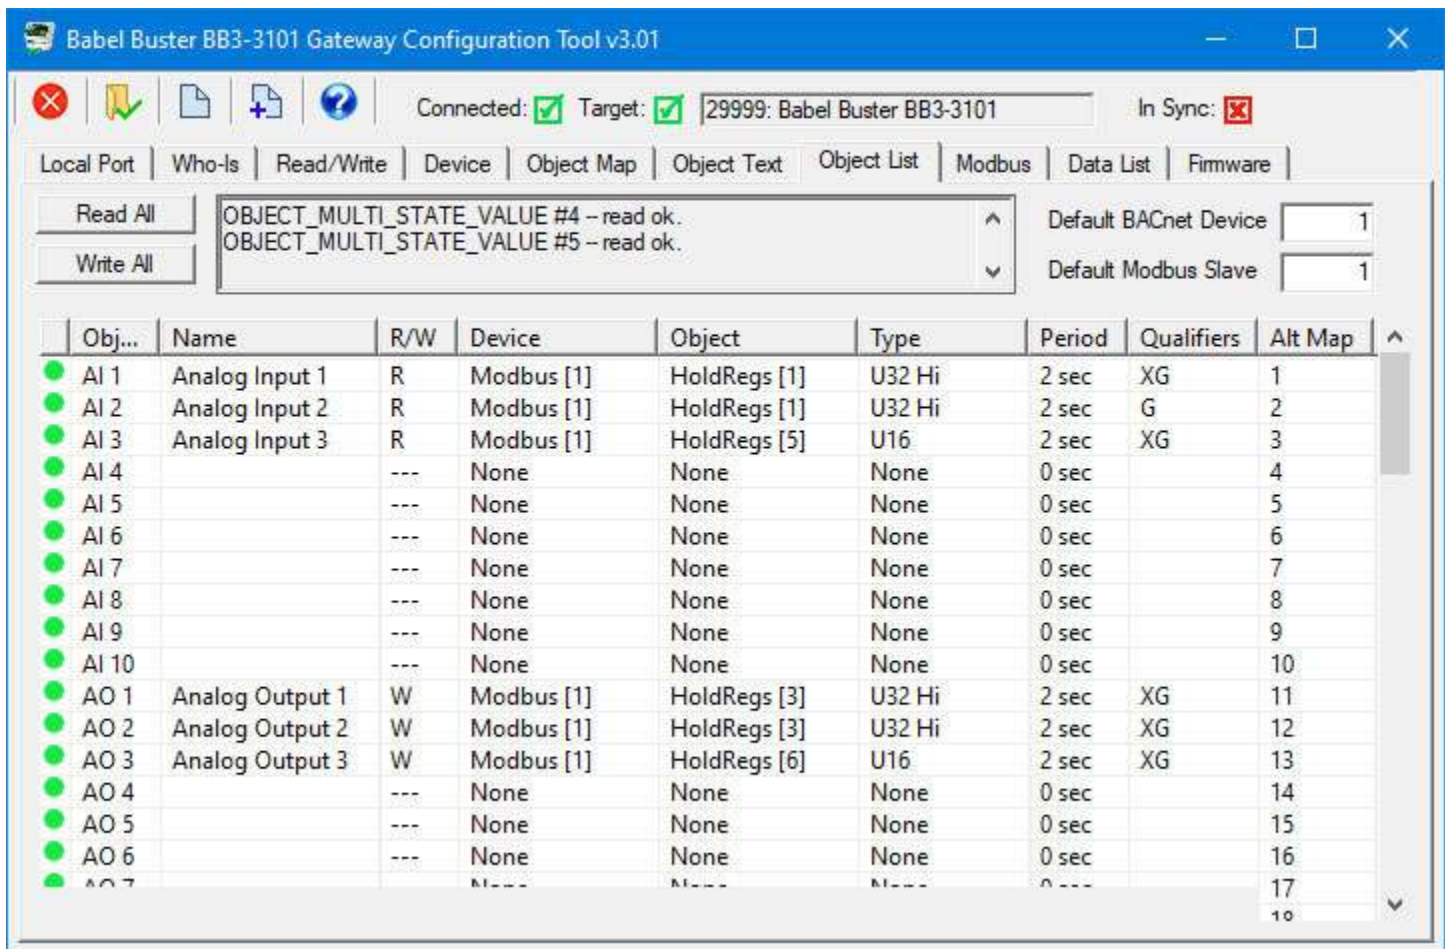 Babel Buster BB3-3101 Gateway Configuration Tool v3.01
Connected: Target: 29999: Babel Buster BB3-3101 In Sync:
Local Port Who-Is Read/Write Device Object Map Object Text Object List Modbus Data List Firmware
Read All
OBJECT_MULTI_STATE_VALUE #4 -- read ok.
OBJECT_MULTI_STATE_VALUE #5 -- read ok.
Default BACnet Device 1
Write All
Default Modbus Slave 1
Obj... Name R/W Device Object Type Period Qualifiers Alt Map
AI 1 Analog Input 1 R Modbus [1] HoldRegs [1] U32 Hi 2 sec XG 1
AI 2 Analog Input 2 R Modbus [1] HoldRegs [1] U32 Hi 2 sec G 2
AI 3 Analog Input 3 R Modbus [1] HoldRegs [5] U16 2 sec XG 3
AI 4 --- None None None 0 sec 4
AI 5 --- None None None 0 sec 5
AI 6 --- None None None 0 sec 6
AI 7 --- None None None 0 sec 7
AI 8 --- None None None 0 sec 8
AI 9 --- None None None 0 sec 9
AI 10 --- None None None 0 sec 10
AO 1 Analog Output 1 W Modbus [1] HoldRegs [3] U32 Hi 2 sec XG 11
AO 2 Analog Output 2 W Modbus [1] HoldRegs [3] U32 Hi 2 sec XG 12
AO 3 Analog Output 3 W Modbus [1] HoldRegs [6] U16 2 sec XG 13
AO 4 --- None None None 0 sec 14
AO 5 --- None None None 0 sec 15
AO 6 --- None None None 0 sec 16
17